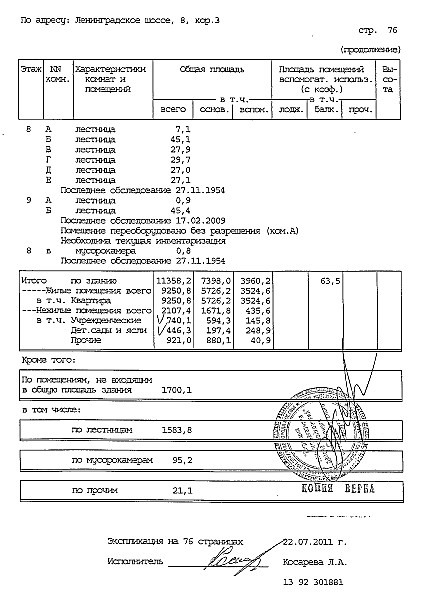 По адресу: Ленинградское шоссе, 8, кор.3
стр. 76
(продолжение)
Этаж NN комн. Характеристики комнат и помещений Общая площадь Площадь помещений вспомогат. использ. (с коэф.) Вы-со-та
в т.ч. в т.ч.
всего основ. вспом. лодж. балк. проч.
8 А лестница 7,1
Б лестница 45,1
В лестница 27,9
Г лестница 29,7
Д лестница 27,0
Е лестница 27,1
Последнее обследование 27.11.1954
9 А лестница 0,9
Б лестница 45,4
Последнее обследование 17.02.2009
Помещение переоборудовано без разрешения (ком.А)
Необходима текущая инвентаризация
8 в мусорокамера 0,8
Последнее обследование 27.11.1954
Итого по зданию 11358,2 7398,0 3960,2 63,5
-----Жилые помещения всего 9250,8 5726,2 3524,6
в т.ч. Квартира 9250,8 5726,2 3524,6
---Нежилые помещения всего 2107,4 1671,8 435,6
в т.ч. Учрежденческие 740,1 594,3 145,8
Дет.сады и ясли 446,3 197,4 248,9
Прочие 921,0 880,1 40,9
Кроме того:
По помещениям, не входящим
в общую площадь здания 1700,1
в том числе:
по лестницам 1583,8
по мусорокамерам 95,2
по прочим 21,1
КОПИЯ ВЕРНА
Экспликация на 76 страницах 22.07.2011 г.
Исполнитель Косарева Л.А.
13 92 301881